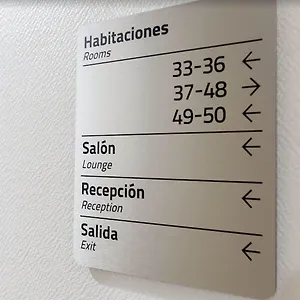 Habitaciones
Rooms
33-36 ←
37-48 →
49-50 ←
Salón ←
Lounge
Recepción ←
Reception
Salida ←
Exit